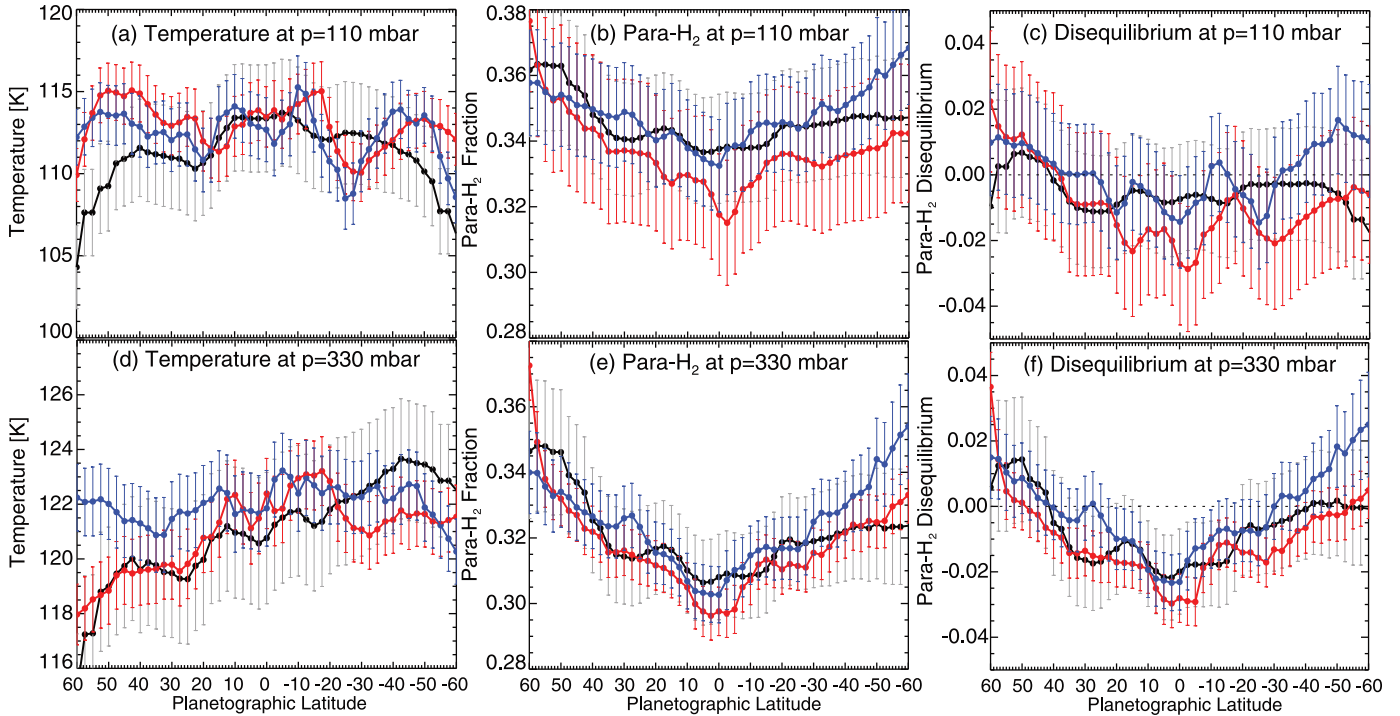 (a) Temperature at p=110 mbar
Temperature [K]
120
115
110
105
100
(b) Para-H₂ at p=110 mbar
Para-H₂ Fraction
0.38
0.36
0.34
0.32
0.30
0.28
(c) Disequilibrium at p=110 mbar
Para-H₂ Disequilibrium
0.04
0.02
0.00
-0.02
-0.04
(d) Temperature at p=330 mbar
Temperature [K]
126
124
122
120
118
116
60 50 40 30 20 10 0 -10 -20 -30 -40 -50 -60
Planetographic Latitude
(e) Para-H₂ at p=330 mbar
Para-H₂ Fraction
0.36
0.34
0.32
0.30
0.28
60 50 40 30 20 10 0 -10 -20 -30 -40 -50 -60
Planetographic Latitude
(f) Disequilibrium at p=330 mbar
Para-H₂ Disequilibrium
0.04
0.02
0.00
-0.02
-0.04
60 50 40 30 20 10 0 -10 -20 -30 -40 -50 -60
Planetographic Latitude